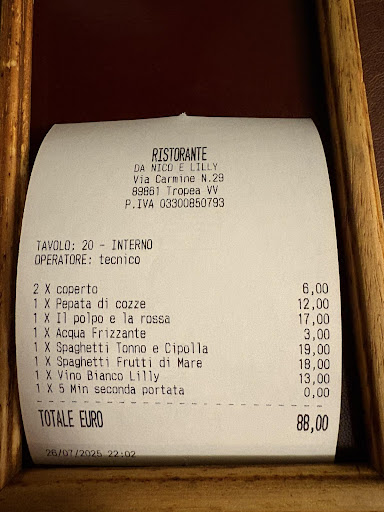 RISTORANTE
DA NICO E LILLY
Via Carmine N.29
89861 Tropea VV
P.IVA 03300850793
TAVOLO: 20 - INTERNO
OPERATORE: tecnico
2 X coperto 6,00
1 X Pepata di cozze 12,00
1 X Il polpo e la rossa 17,00
1 X Acqua Frizzante 3,00
1 X Spaghetti Tonno e Cipolla 19,00
1 X Spaghetti Frutti di Mare 18,00
1 X Vino Bianco Lilly 13,00
1 X 5 Min seconda portata 0,00
TOTALE EURO 88,00
26/07/2025 22:02